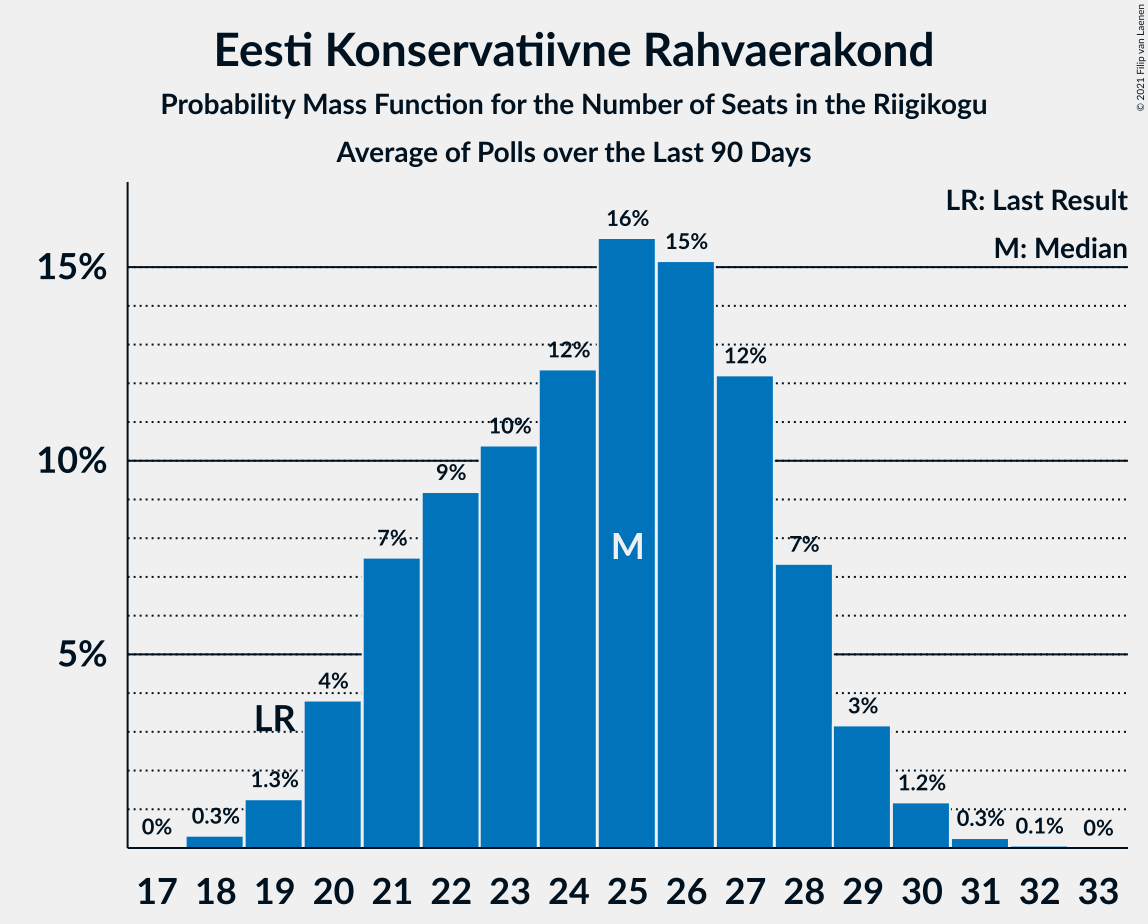 Eesti Konservatiivne Rahvaerakond
Probability Mass Function for the Number of Seats in the Riigikogu
Average of Polls over the Last 90 Days
© 2021 Filip van Laenen
LR: Last Result
M: Median
15%
10%
5%
0%
0.3%
1.3%
LR
4%
7%
9%
10%
12%
16%
M
15%
12%
7%
3%
1.2%
0.3%
0.1%
0%
17 18 19 20 21 22 23 24 25 26 27 28 29 30 31 32 33